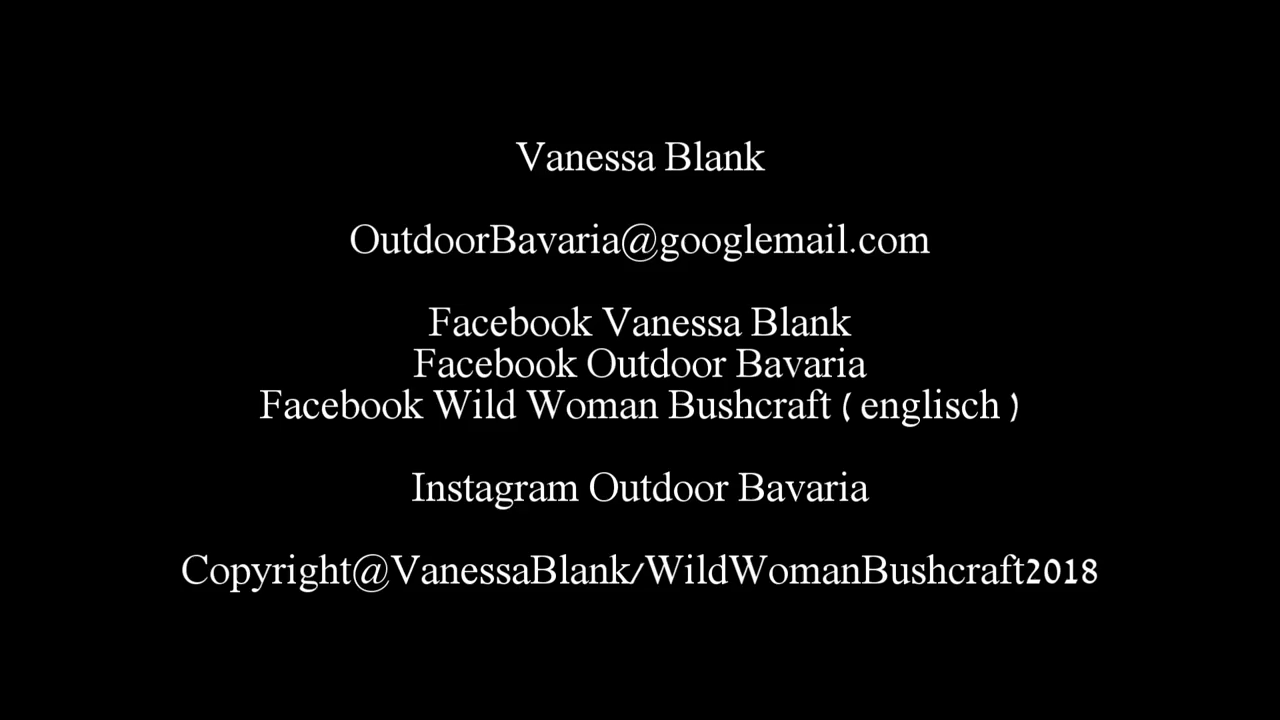 Vanessa Blank
OutdoorBavaria@googlemail.com
Facebook Vanessa Blank
Facebook Outdoor Bavaria
Facebook Wild Woman Bushcraft ( englisch )
Instagram Outdoor Bavaria
Copyright@VanessaBlank/WildWomanBushcraft2018